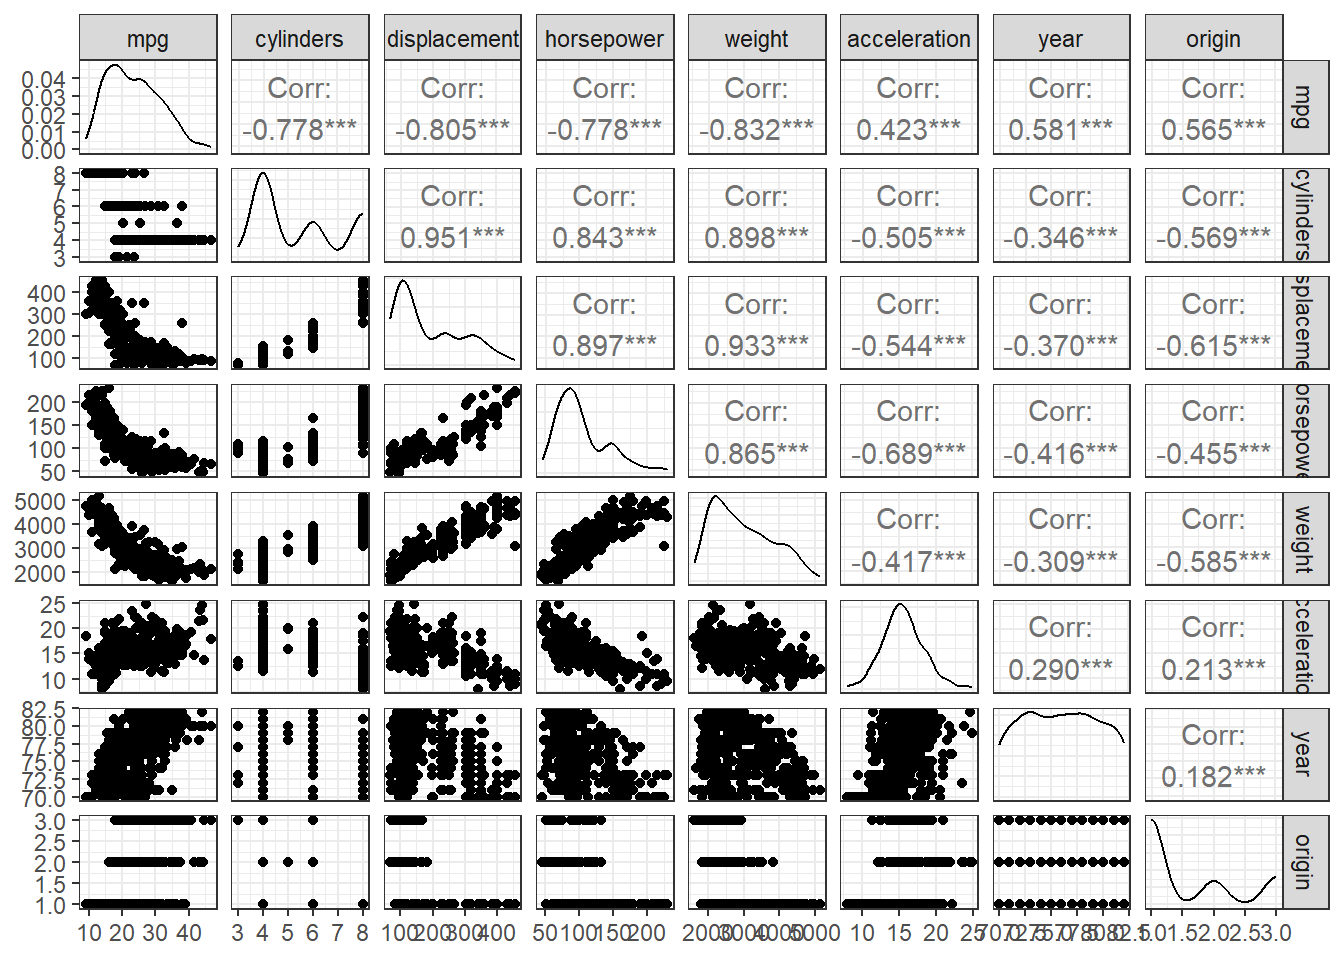 mpg cylinders displacement horsepower weight acceleration year origin
0.04
0.03
0.02
0.01
0.00
Corr:
-0.778***
Corr:
-0.805***
Corr:
-0.778***
Corr:
-0.832***
Corr:
0.423***
Corr:
0.581***
Corr:
0.565***
mpg
8
7
6
5
4
3
Corr:
0.951***
Corr:
0.843***
Corr:
0.898***
Corr:
-0.505***
Corr:
-0.346***
Corr:
-0.569***
cylinders
400
300
200
100
Corr:
0.897***
Corr:
0.933***
Corr:
-0.544***
Corr:
-0.370***
Corr:
-0.615***
splaceme
200
150
100
50
Corr:
0.865***
Corr:
-0.689***
Corr:
-0.416***
Corr:
-0.455***
orsepowe
5000
4000
3000
2000
Corr:
-0.417***
Corr:
-0.309***
Corr:
-0.585***
weight
25
20
15
10
Corr:
0.290***
Corr:
0.213***
cceleratio
82.5
80.0
77.5
75.0
72.5
70.0
Corr:
0.182***
year
3.0
2.5
2.0
1.5
1.0
origin
10 20 30 40
3 4 5 6 7 8
100 200 300 400
50 100 150 200
2000 3000 4000 5000
10 15 20 25
70.0 72.5 75.0 77.5 80.0 82.5
1.0 1.5 2.0 2.5 3.0